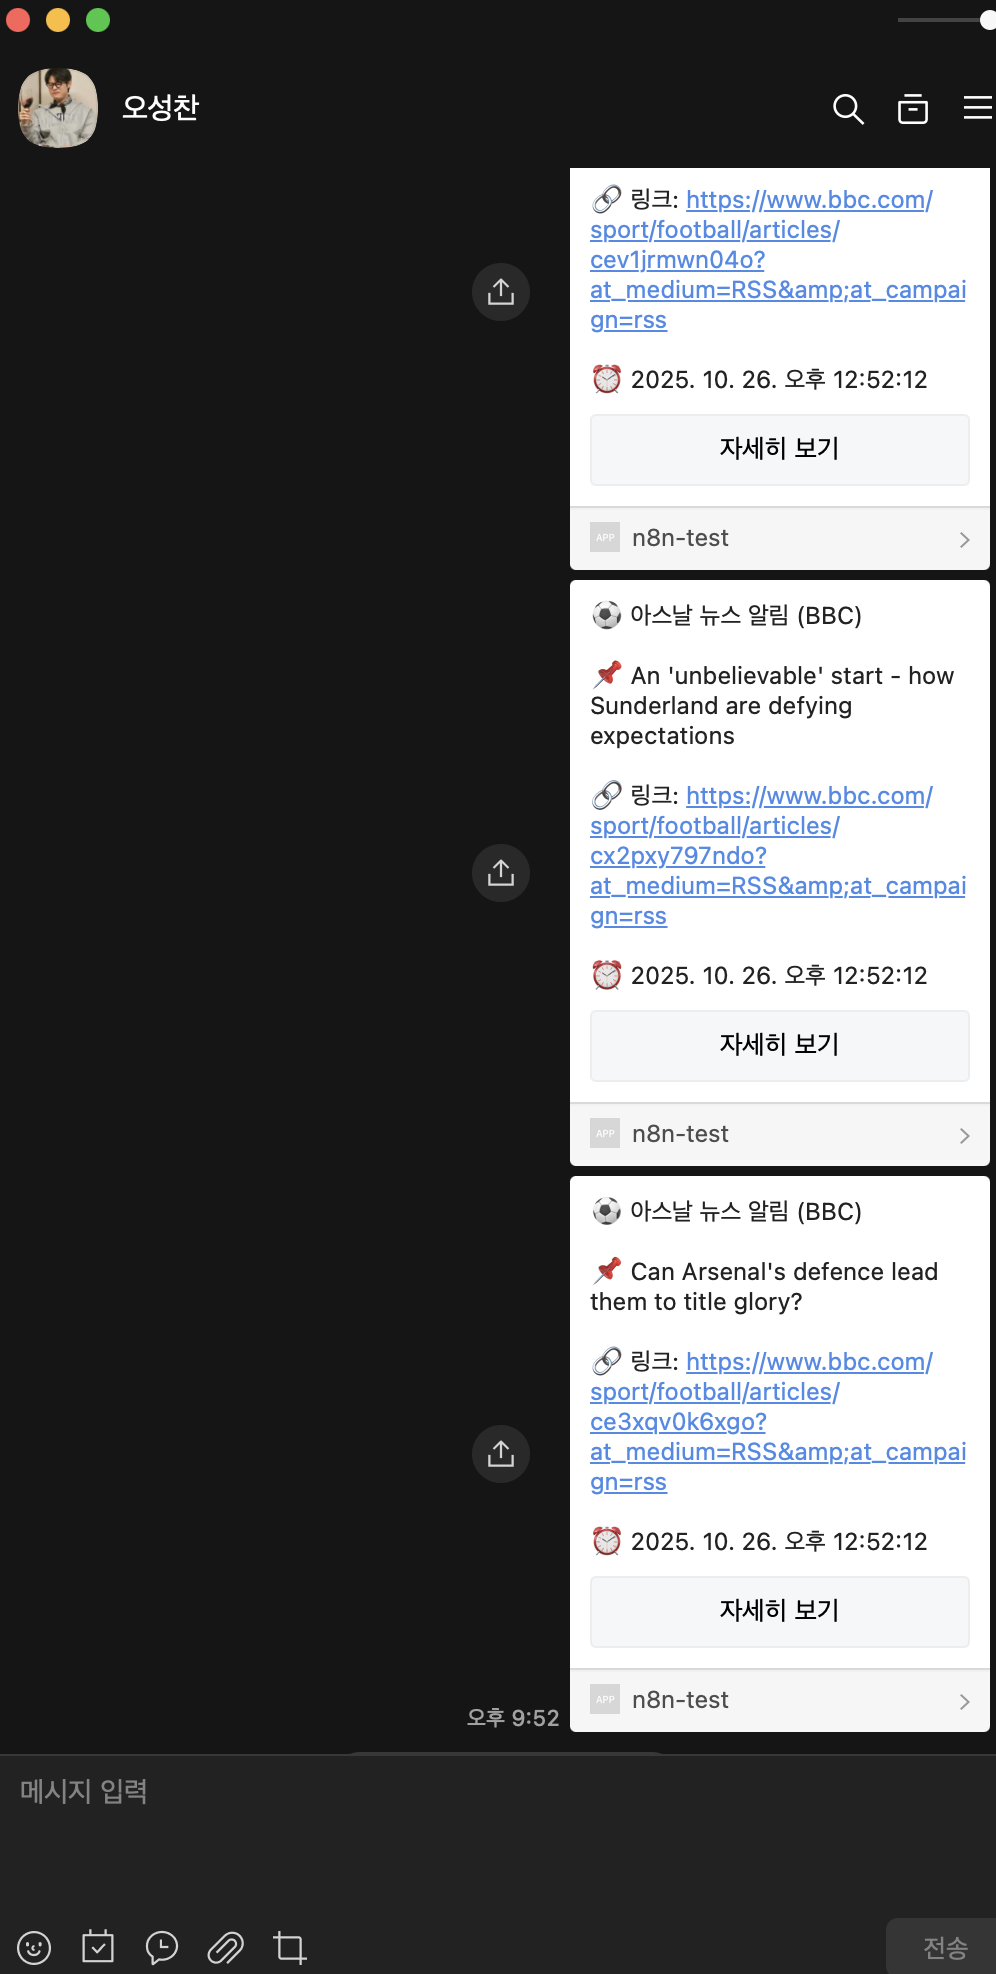 오성찬
🔗 링크: https://www.bbc.com/
sport/football/articles/
cev1jrmwn04o?
at_medium=RSS&amp;at_campai
gn=rss
⏰ 2025. 10. 26. 오후 12:52:12
자세히 보기
APP n8n-test
⚽ 아스날 뉴스 알림 (BBC)
📌 An 'unbelievable' start - how
Sunderland are defying
expectations
🔗 링크: https://www.bbc.com/
sport/football/articles/
cx2pxy797ndo?
at_medium=RSS&amp;at_campai
gn=rss
⏰ 2025. 10. 26. 오후 12:52:12
자세히 보기
APP n8n-test
⚽ 아스날 뉴스 알림 (BBC)
📌 Can Arsenal's defence lead
them to title glory?
🔗 링크: https://www.bbc.com/
sport/football/articles/
ce3xqv0k6xgo?
at_medium=RSS&amp;at_campai
gn=rss
⏰ 2025. 10. 26. 오후 12:52:12
자세히 보기
APP n8n-test
오후 9:52
메시지 입력
전송